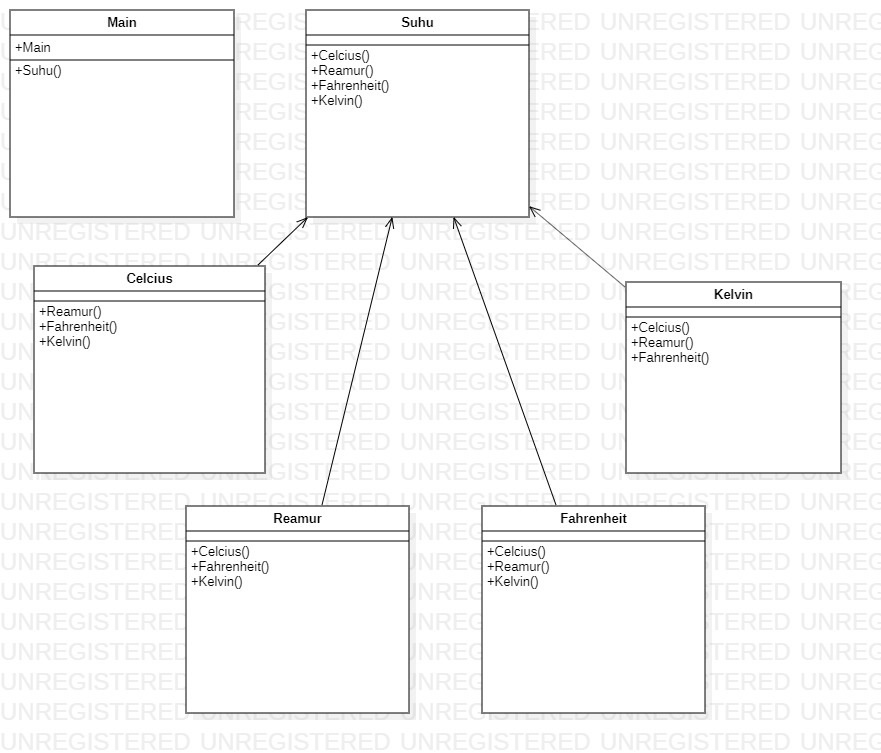 Main
+Main
+Suhu()
Suhu
+Celcius()
+Reamur()
+Fahrenheit()
+Kelvin()
Celcius
+Reamur()
+Fahrenheit()
+Kelvin()
Kelvin
+Celcius()
+Reamur()
+Fahrenheit()
Reamur
+Celcius()
+Fahrenheit()
+Kelvin()
Fahrenheit
+Celcius()
+Reamur()
+Kelvin()
UNREGISTERED UNREGISTERED UNREGISTERED UNREGISTERED